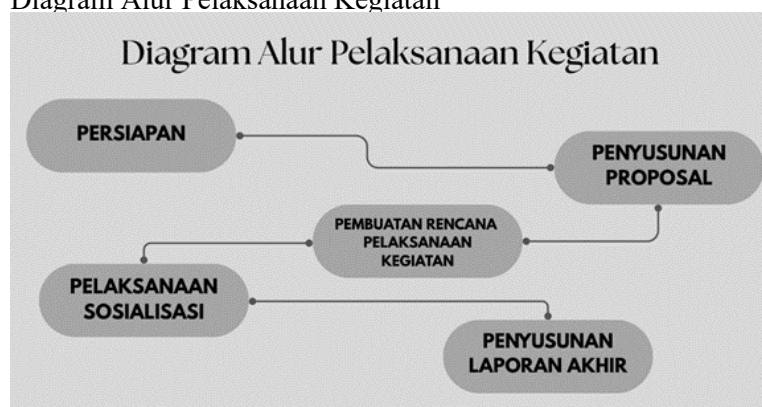 Diagram Alur Pelaksanaan Kegiatan
Diagram Alur Pelaksanaan Kegiatan
PERSIAPAN
PENYUSUNAN
PROPOSAL
PEMBUATAN RENCANA
PELAKSANAAN
KEGIATAN
PELAKSANAAN
SOSIALISASI
PENYUSUNAN
LAPORAN AKHIR